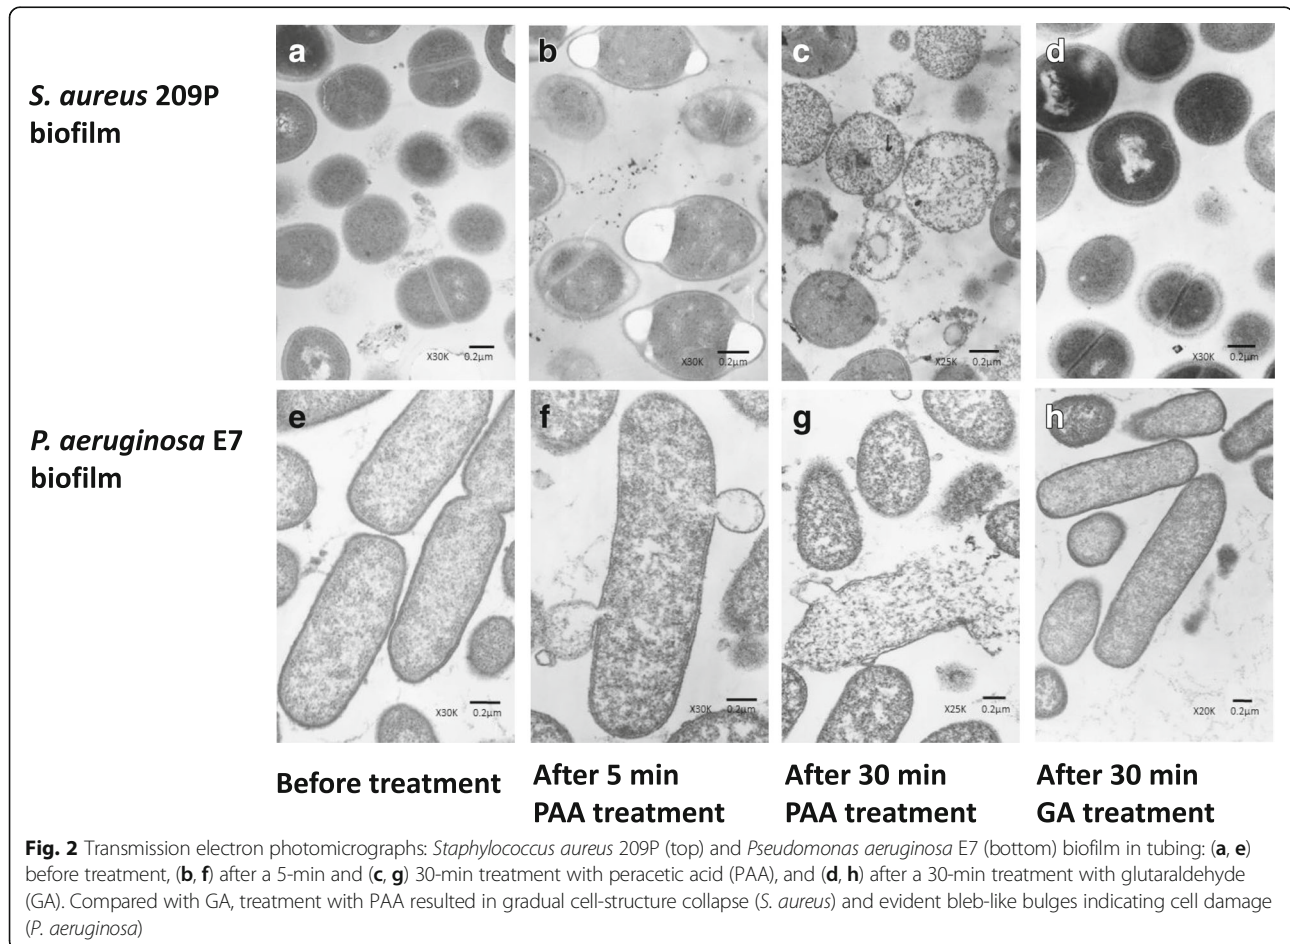 S. aureus 209P
biofilm
a
b
c
d
X30K 0.2µm
X30K 0.2µm
X25K 0.2µm
X30K 0.2µm
P. aeruginosa E7
biofilm
e
f
g
h
X30K 0.2µm
X30K 0.2µm
X25K 0.2µm
X20K 0.2µm
Before treatment
After 5 min
PAA treatment
After 30 min
PAA treatment
After 30 min
GA treatment
Fig. 2 Transmission electron photomicrographs: Staphylococcus aureus 209P (top) and Pseudomonas aeruginosa E7 (bottom) biofilm in tubing: (a, e)
before treatment, (b, f) after a 5-min and (c, g) 30-min treatment with peracetic acid (PAA), and (d, h) after a 30-min treatment with glutaraldehyde
(GA). Compared with GA, treatment with PAA resulted in gradual cell-structure collapse (S. aureus) and evident bleb-like bulges indicating cell damage
(P. aeruginosa)